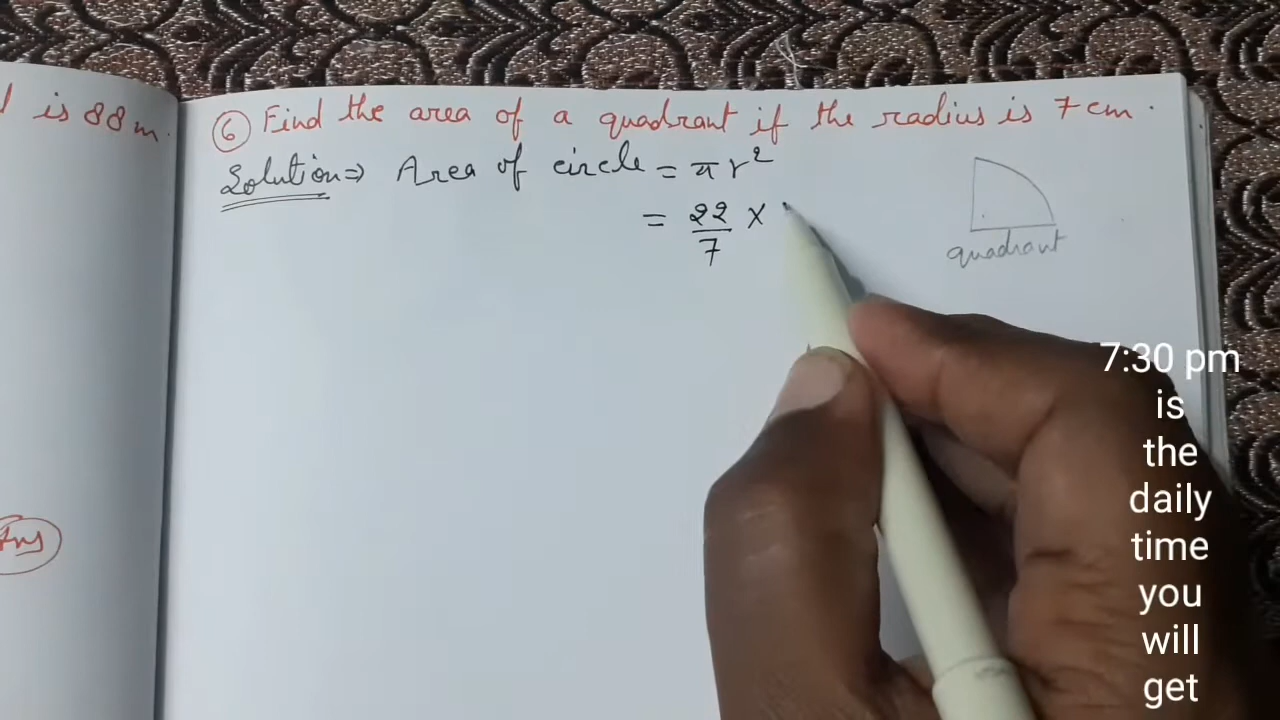 l is 88 m.
⑥ Find the area of a quadrant if the radius is 7 cm.
Solution ⇒ Area of circle = πr²
= 22/7 ×
quadrant
Ans
7:30 pm
is
the
daily
time
you
will
get